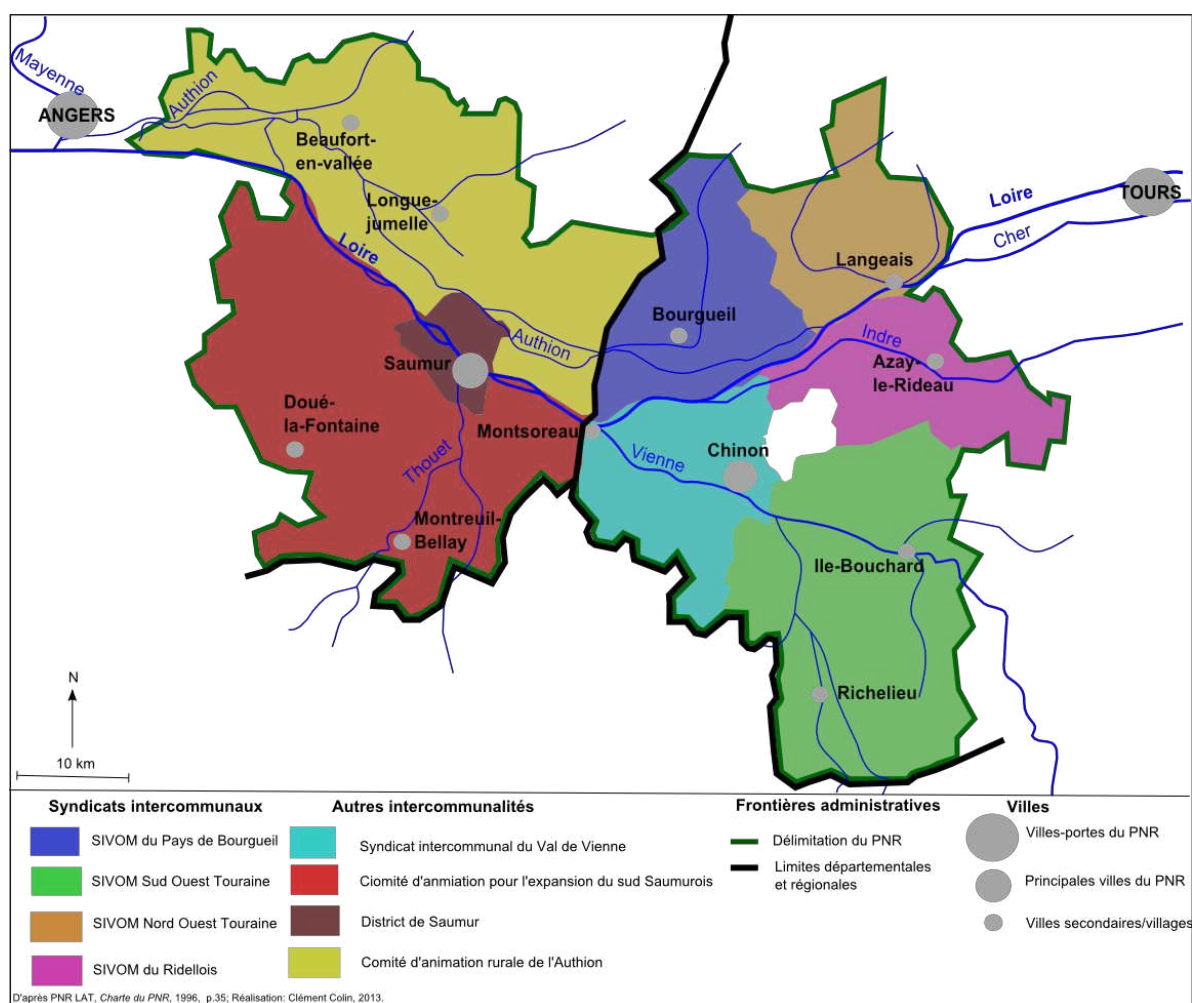 Mayenne
ANGERS
Authion
Beaufort-
en-vallée
Longue-
jumelle
Loire
TOURS
Loire
Cher
Langeais
Bourgueil
Indre
Azay-
le-Rideau
Authion
Saumur
Doué-
la-Fontaine
Montsoreau
Chinon
Vienne
Thouet
Montreuil-
Bellay
Ile-Bouchard
Richelieu
N
10 km
Syndicats intercommunaux
SIVOM du Pays de Bourgueil
SIVOM Sud Ouest Touraine
SIVOM Nord Ouest Touraine
SIVOM du Ridellois
Autres intercommunalités
Syndicat intercommunal du Val de Vienne
Ciomité d'anmiation pour l'expansion du sud Saumurois
District de Saumur
Comité d'animation rurale de l'Authion
Frontières administratives
Délimitation du PNR
Limites départementales
et régionales
Villes
Villes-portes du PNR
Principales villes du PNR
Villes secondaires/villages
D'après PNR LAT, Charte du PNR, 1996, p.35; Réalisation: Clément Colin, 2013.